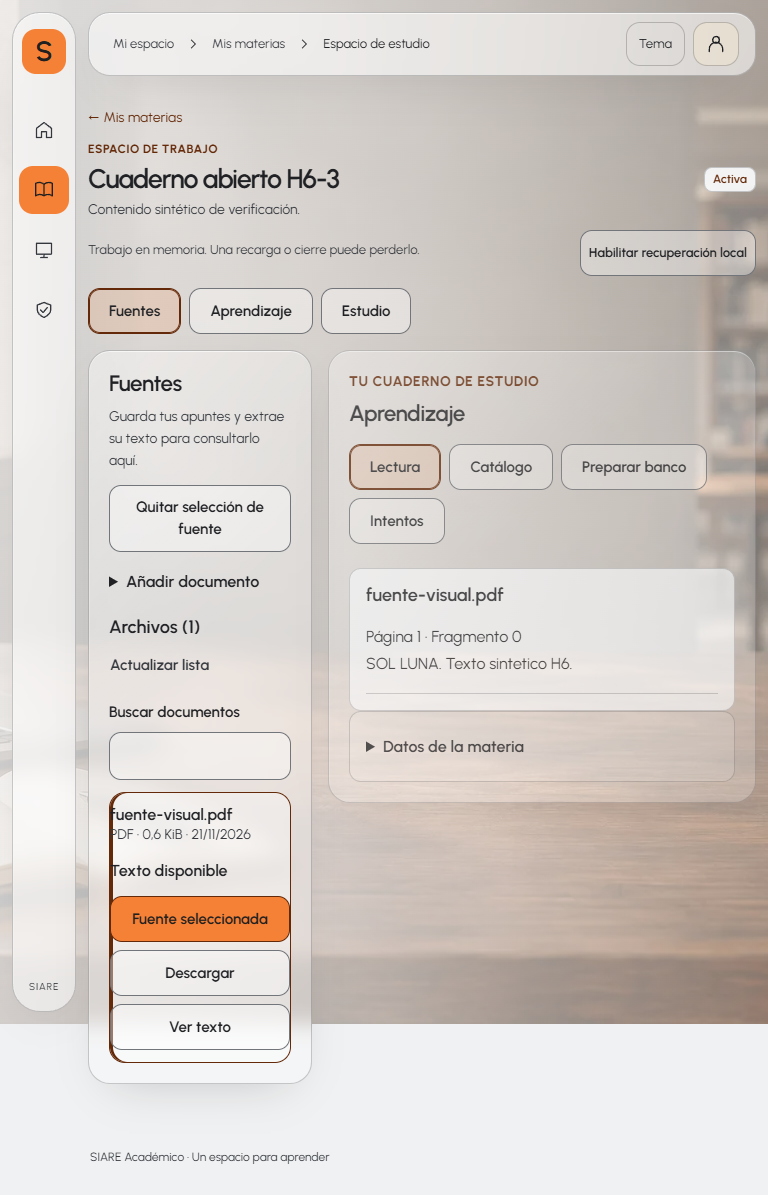 S
Mi espacio > Mis materias > Espacio de estudio
Tema
← Mis materias
ESPACIO DE TRABAJO
Cuaderno abierto H6-3
Activa
Contenido sintético de verificación.
Trabajo en memoria. Una recarga o cierre puede perderlo.
Habilitar recuperación local
Fuentes
Aprendizaje
Estudio
Fuentes
Guarda tus apuntes y extrae
su texto para consultarlo
aquí.
Quitar selección de
fuente
Añadir documento
Archivos (1)
Actualizar lista
Buscar documentos
fuente-visual.pdf
PDF · 0,6 KiB · 21/11/2026
Texto disponible
Fuente seleccionada
Descargar
Ver texto
TU CUADERNO DE ESTUDIO
Aprendizaje
Lectura
Catálogo
Preparar banco
Intentos
fuente-visual.pdf
Página 1 · Fragmento 0
SOL LUNA. Texto sintetico H6.
Datos de la materia
SIARE
SIARE Académico · Un espacio para aprender